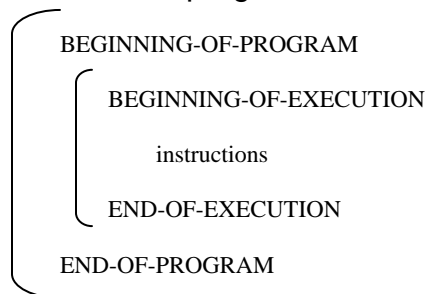 BEGINNING-OF-PROGRAM
BEGINNING-OF-EXECUTION
instructions
END-OF-EXECUTION
END-OF-PROGRAM